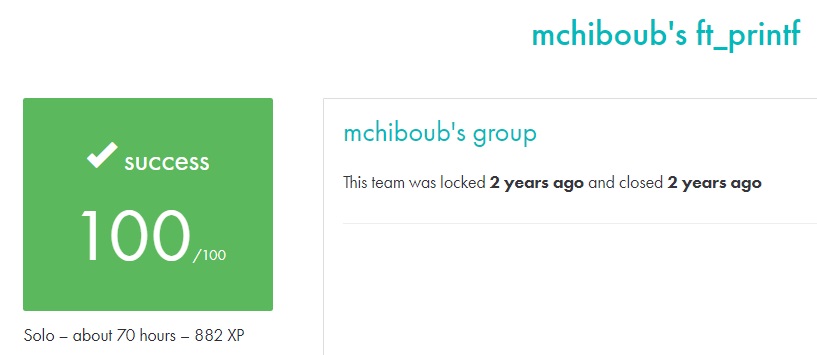 mchiboub's ft_printf
success
100/100
Solo – about 70 hours – 882 XP
mchiboub's group
This team was locked 2 years ago and closed 2 years ago